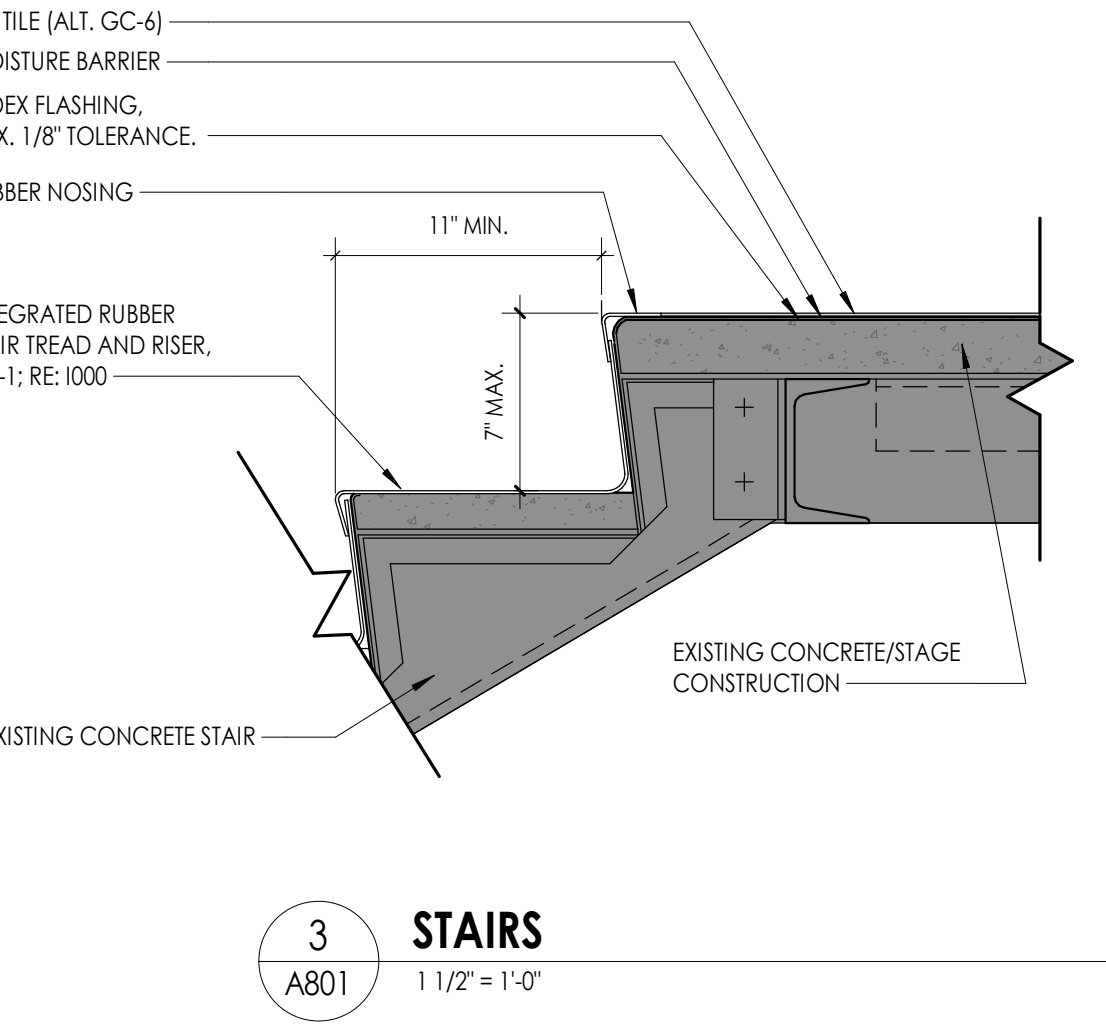 TILE (ALT. GC-6)
OISTURE BARRIER
DEX FLASHING,
X. 1/8" TOLERANCE.
BBER NOSING
11" MIN.
EGRATED RUBBER
AIR TREAD AND RISER,
-1; RE: I000
7" MAX.
EXISTING CONCRETE/STAGE
CONSTRUCTION
XISTING CONCRETE STAIR
3
STAIRS
A801
1 1/2" = 1'-0"